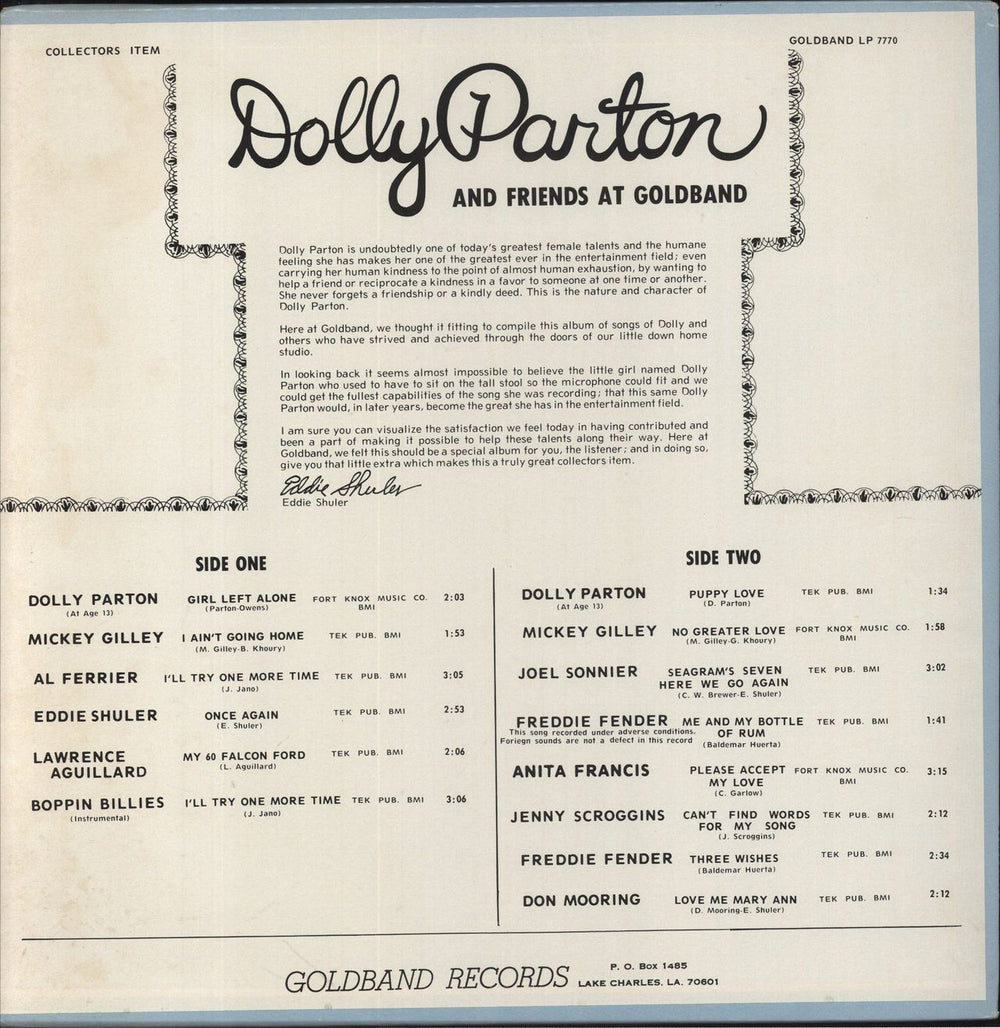 COLLECTORS ITEM
GOLDBAND LP 7770
Dolly Parton
AND FRIENDS AT GOLDBAND
Dolly Parton is undoubtedly one of today's greatest female talents and the humane
feeling she has makes her one of the greatest ever in the entertainment field; even
carrying her human kindness to the point of almost human exhaustion, by wanting to
help a friend or reciprocate a kindness in a favor to someone at one time or another.
She never forgets a friendship or a kindly deed. This is the nature and character of
Dolly Parton.
Here at Goldband, we thought it fitting to compile this album of songs of Dolly and
others who have strived and achieved through the doors of our little down home
studio.
In looking back it seems almost impossible to believe the little girl named Dolly
Parton who used to have to sit on the tall stool so the microphone could fit and we
could get the fullest capabilities of the song she was recording; that this same Dolly
Parton would, in later years, become the great she has in the entertainment field.
I am sure you can visualize the satisfaction we feel today in having contributed and
been a part of making it possible to help these talents along their way. Here at
Goldband, we felt this should be a special album for you, the listener; and in doing so,
give you that little extra which makes this a truly great collectors item.
Eddie Shuler
Eddie Shuler
SIDE ONE
DOLLY PARTON GIRL LEFT ALONE FORT KNOX MUSIC CO. 2:03
(At Age 13) (Parton-Owens) BMI
MICKEY GILLEY I AIN'T GOING HOME TEK PUB. BMI 1:53
(M. Gilley-B. Khoury)
AL FERRIER I'LL TRY ONE MORE TIME TEK PUB. BMI 3:05
(J. Jano)
EDDIE SHULER ONCE AGAIN TEK PUB. BMI 2:53
(E. Shuler)
LAWRENCE MY 60 FALCON FORD TEK PUB. BMI 2:06
AGUILLARD (L. Aguillard)
BOPPIN BILLIES I'LL TRY ONE MORE TIME TEK PUB. BMI 3:06
(Instrumental) (J. Jano)
SIDE TWO
DOLLY PARTON PUPPY LOVE TEK PUB. BMI 1:34
(At Age 13) (D. Parton)
MICKEY GILLEY NO GREATER LOVE FORT KNOX MUSIC CO. 1:58
(M. Gilley-G. Khoury) BMI
JOEL SONNIER SEAGRAM'S SEVEN TEK PUB. BMI 3:02
HERE WE GO AGAIN
(C. W. Brewer-E. Shuler)
FREDDIE FENDER ME AND MY BOTTLE TEK PUB. BMI 1:41
This song recorded under adverse conditions. OF RUM
Foriegn sounds are not a defect in this record (Baldemar Huerta)
ANITA FRANCIS PLEASE ACCEPT FORT KNOX MUSIC CO. 3:15
MY LOVE BMI
(C. Garlow)
JENNY SCROGGINS CAN'T FIND WORDS TEK PUB. BMI 2:12
FOR MY SONG
(J. Scroggins)
FREDDIE FENDER THREE WISHES TEK PUB. BMI 2:34
(Baldemar Huerta)
DON MOORING LOVE ME MARY ANN TEK PUB. BMI 2:12
(D. Mooring-E. Shuler)
GOLDBAND RECORDS P. O. Box 1485
LAKE CHARLES, LA. 70601